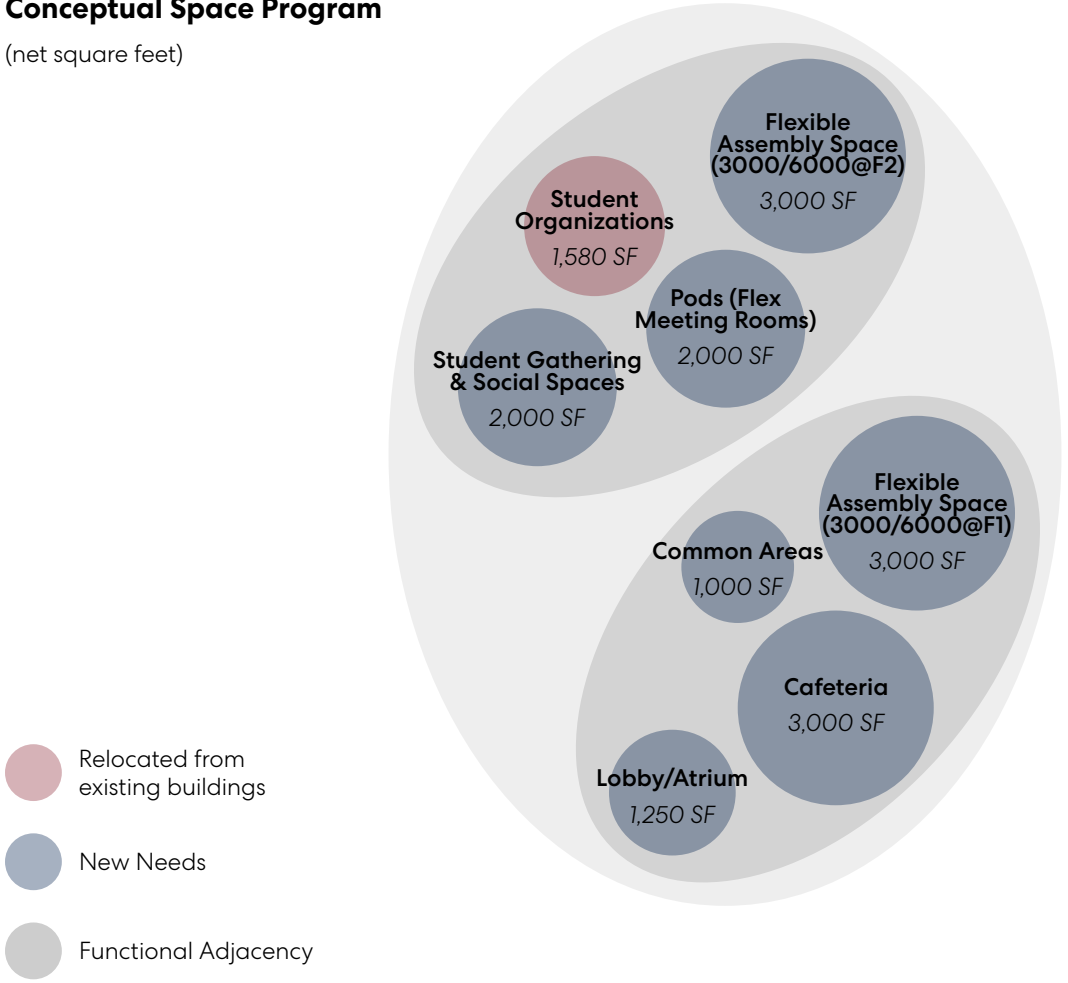 Conceptual Space Program
(net square feet)
Flexible
Assembly Space
(3000/6000@F2)
3,000 SF
Student
Organizations
1,580 SF
Pods (Flex
Meeting Rooms)
2,000 SF
Student Gathering
& Social Spaces
2,000 SF
Flexible
Assembly Space
(3000/6000@F1)
3,000 SF
Common Areas
1,000 SF
Cafeteria
3,000 SF
Lobby/Atrium
1,250 SF
Relocated from
existing buildings
New Needs
Functional Adjacency